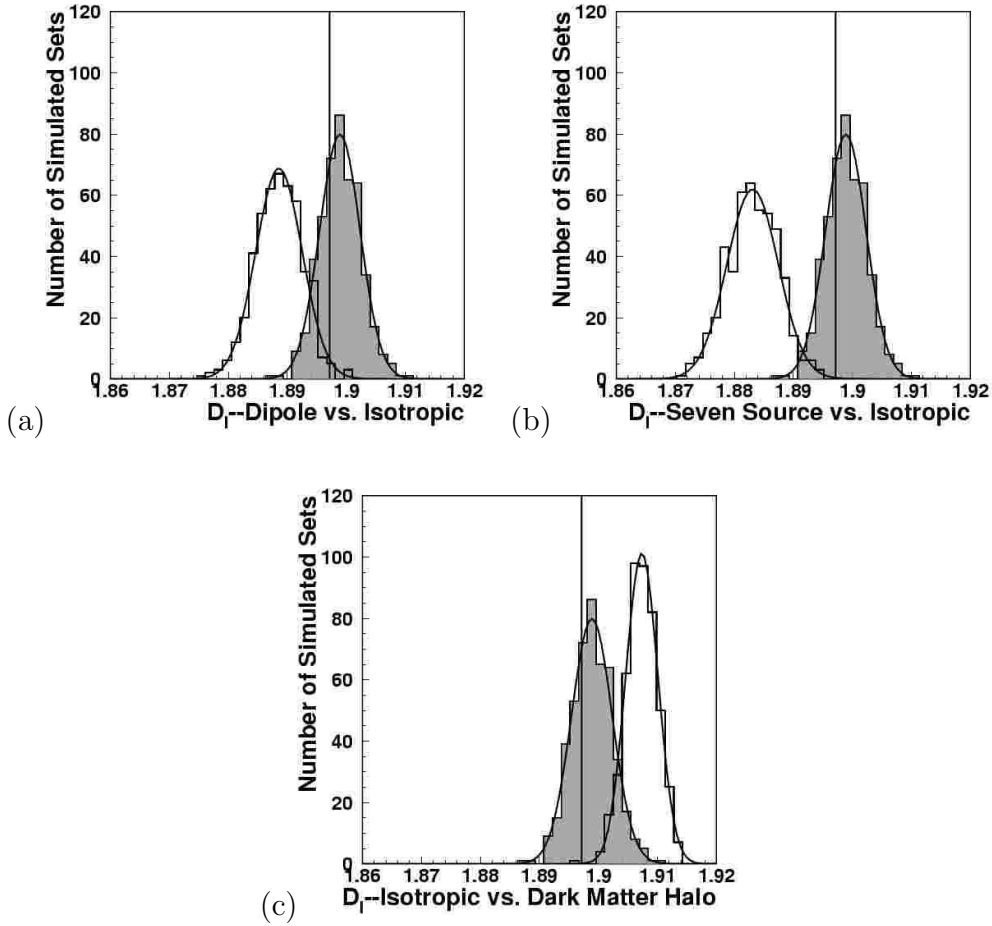 Number of Simulated Sets
120
100
80
60
40
20
0
1.86 1.87 1.88 1.89 1.9 1.91 1.92
(a) D_I--Dipole vs. Isotropic
Number of Simulated Sets
120
100
80
60
40
20
0
1.86 1.87 1.88 1.89 1.9 1.91 1.92
(b) D_I--Seven Source vs. Isotropic
Number of Simulated Sets
120
100
80
60
40
20
0
1.86 1.87 1.88 1.89 1.9 1.91 1.92
(c) D_I--Isotropic vs. Dark Matter Halo